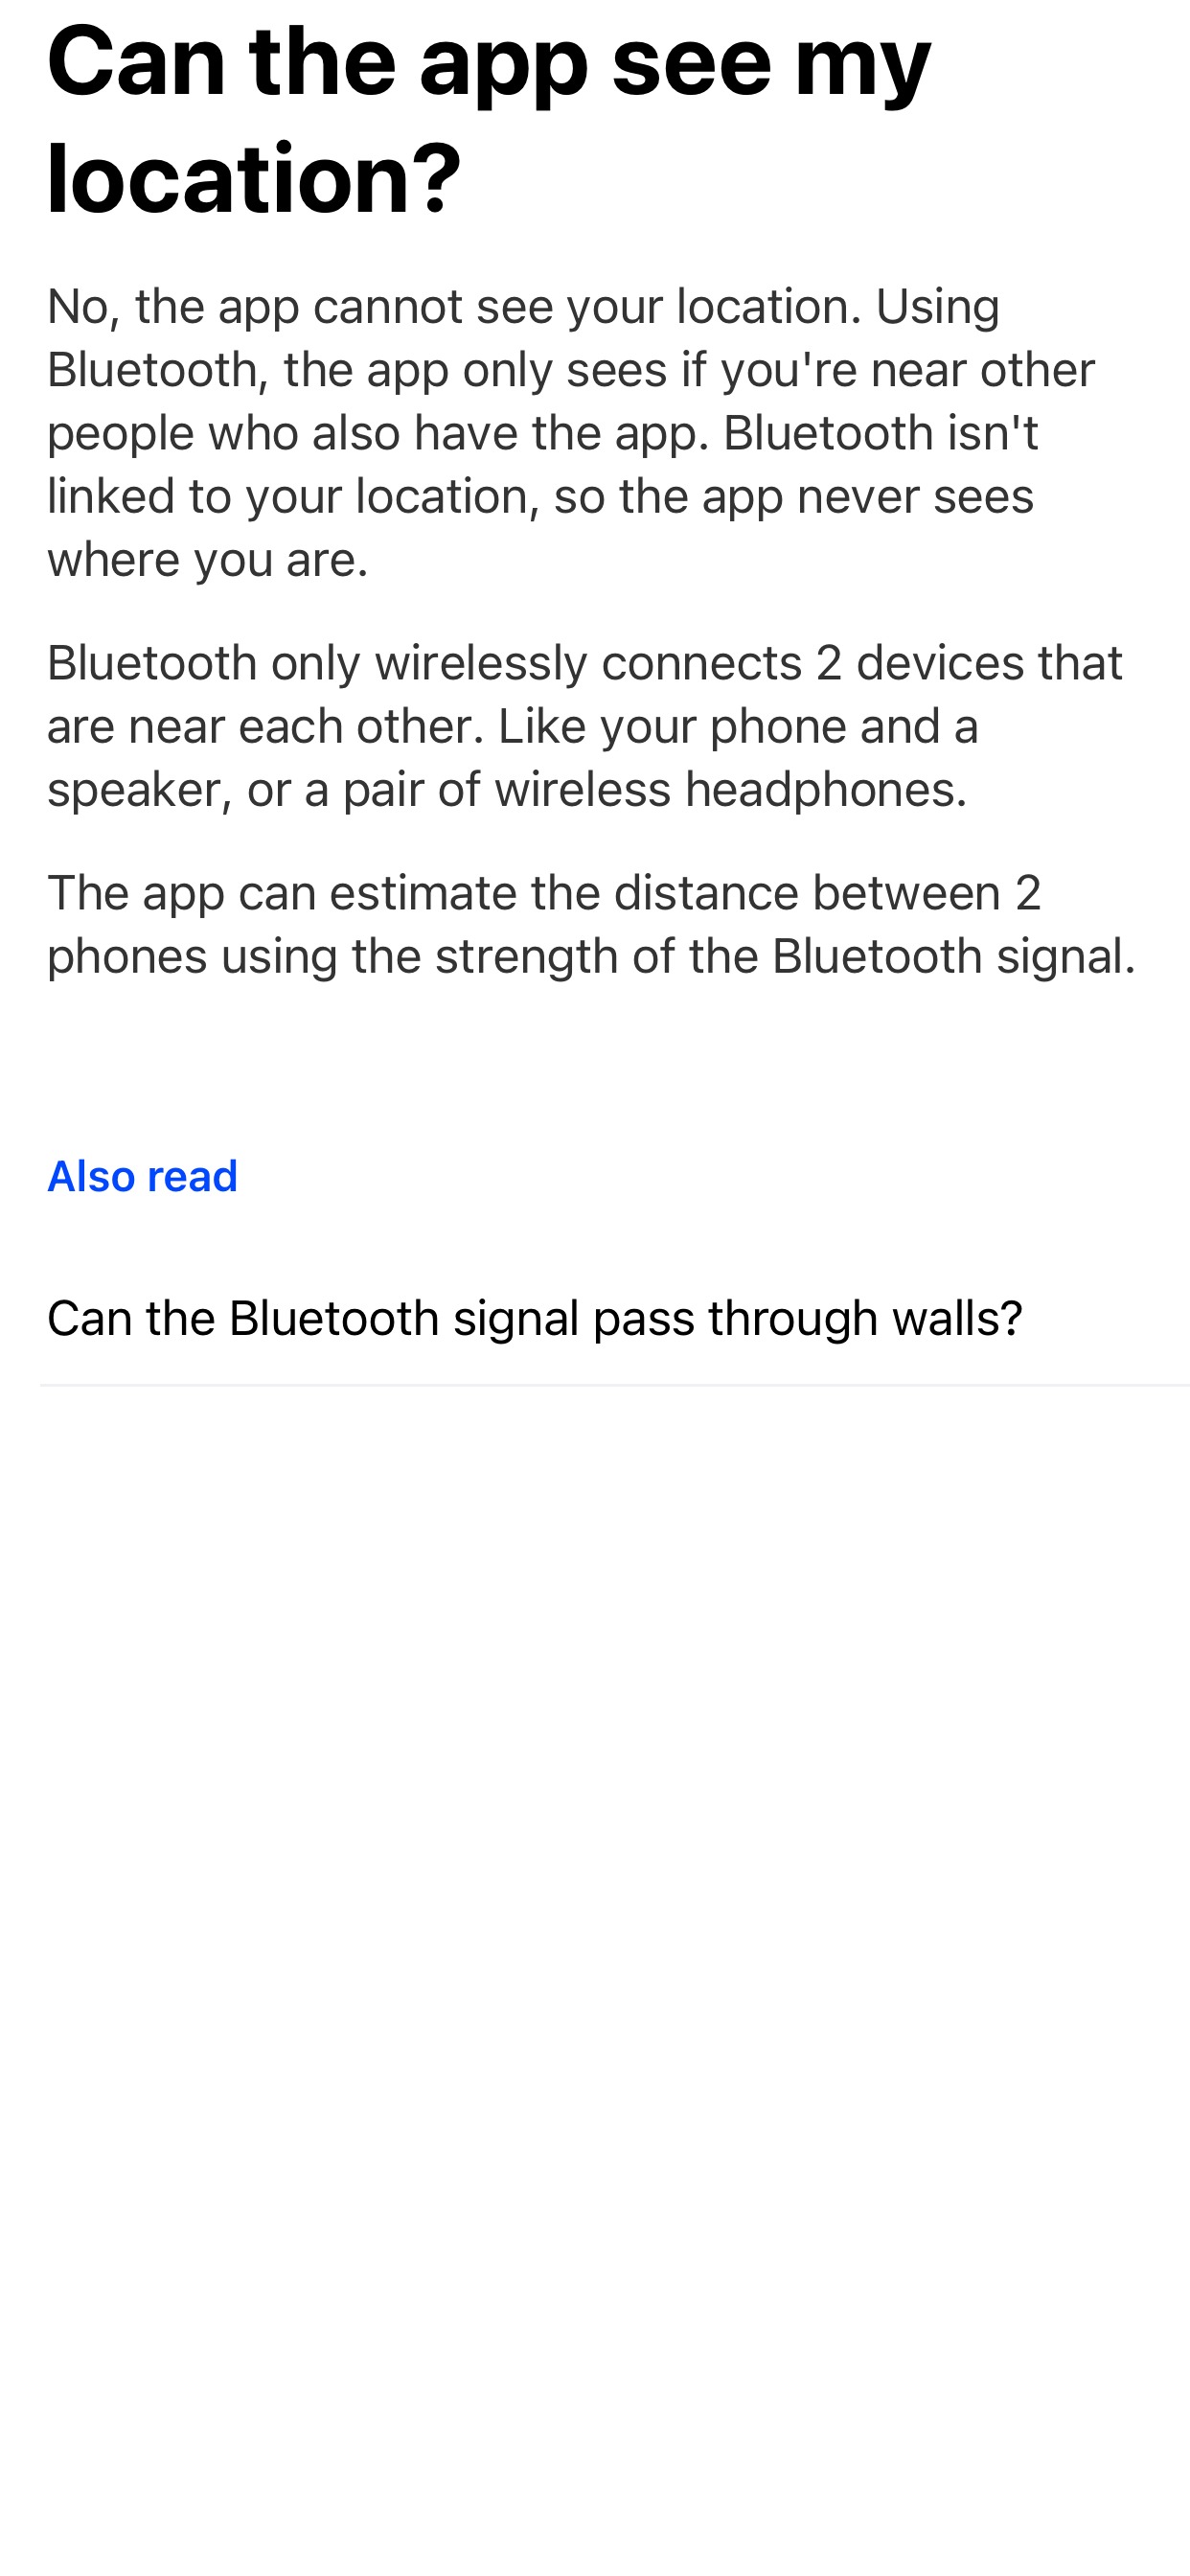 Can the app see my
location?
No, the app cannot see your location. Using
Bluetooth, the app only sees if you're near other
people who also have the app. Bluetooth isn't
linked to your location, so the app never sees
where you are.
Bluetooth only wirelessly connects 2 devices that
are near each other. Like your phone and a
speaker, or a pair of wireless headphones.
The app can estimate the distance between 2
phones using the strength of the Bluetooth signal.
Also read
Can the Bluetooth signal pass through walls?